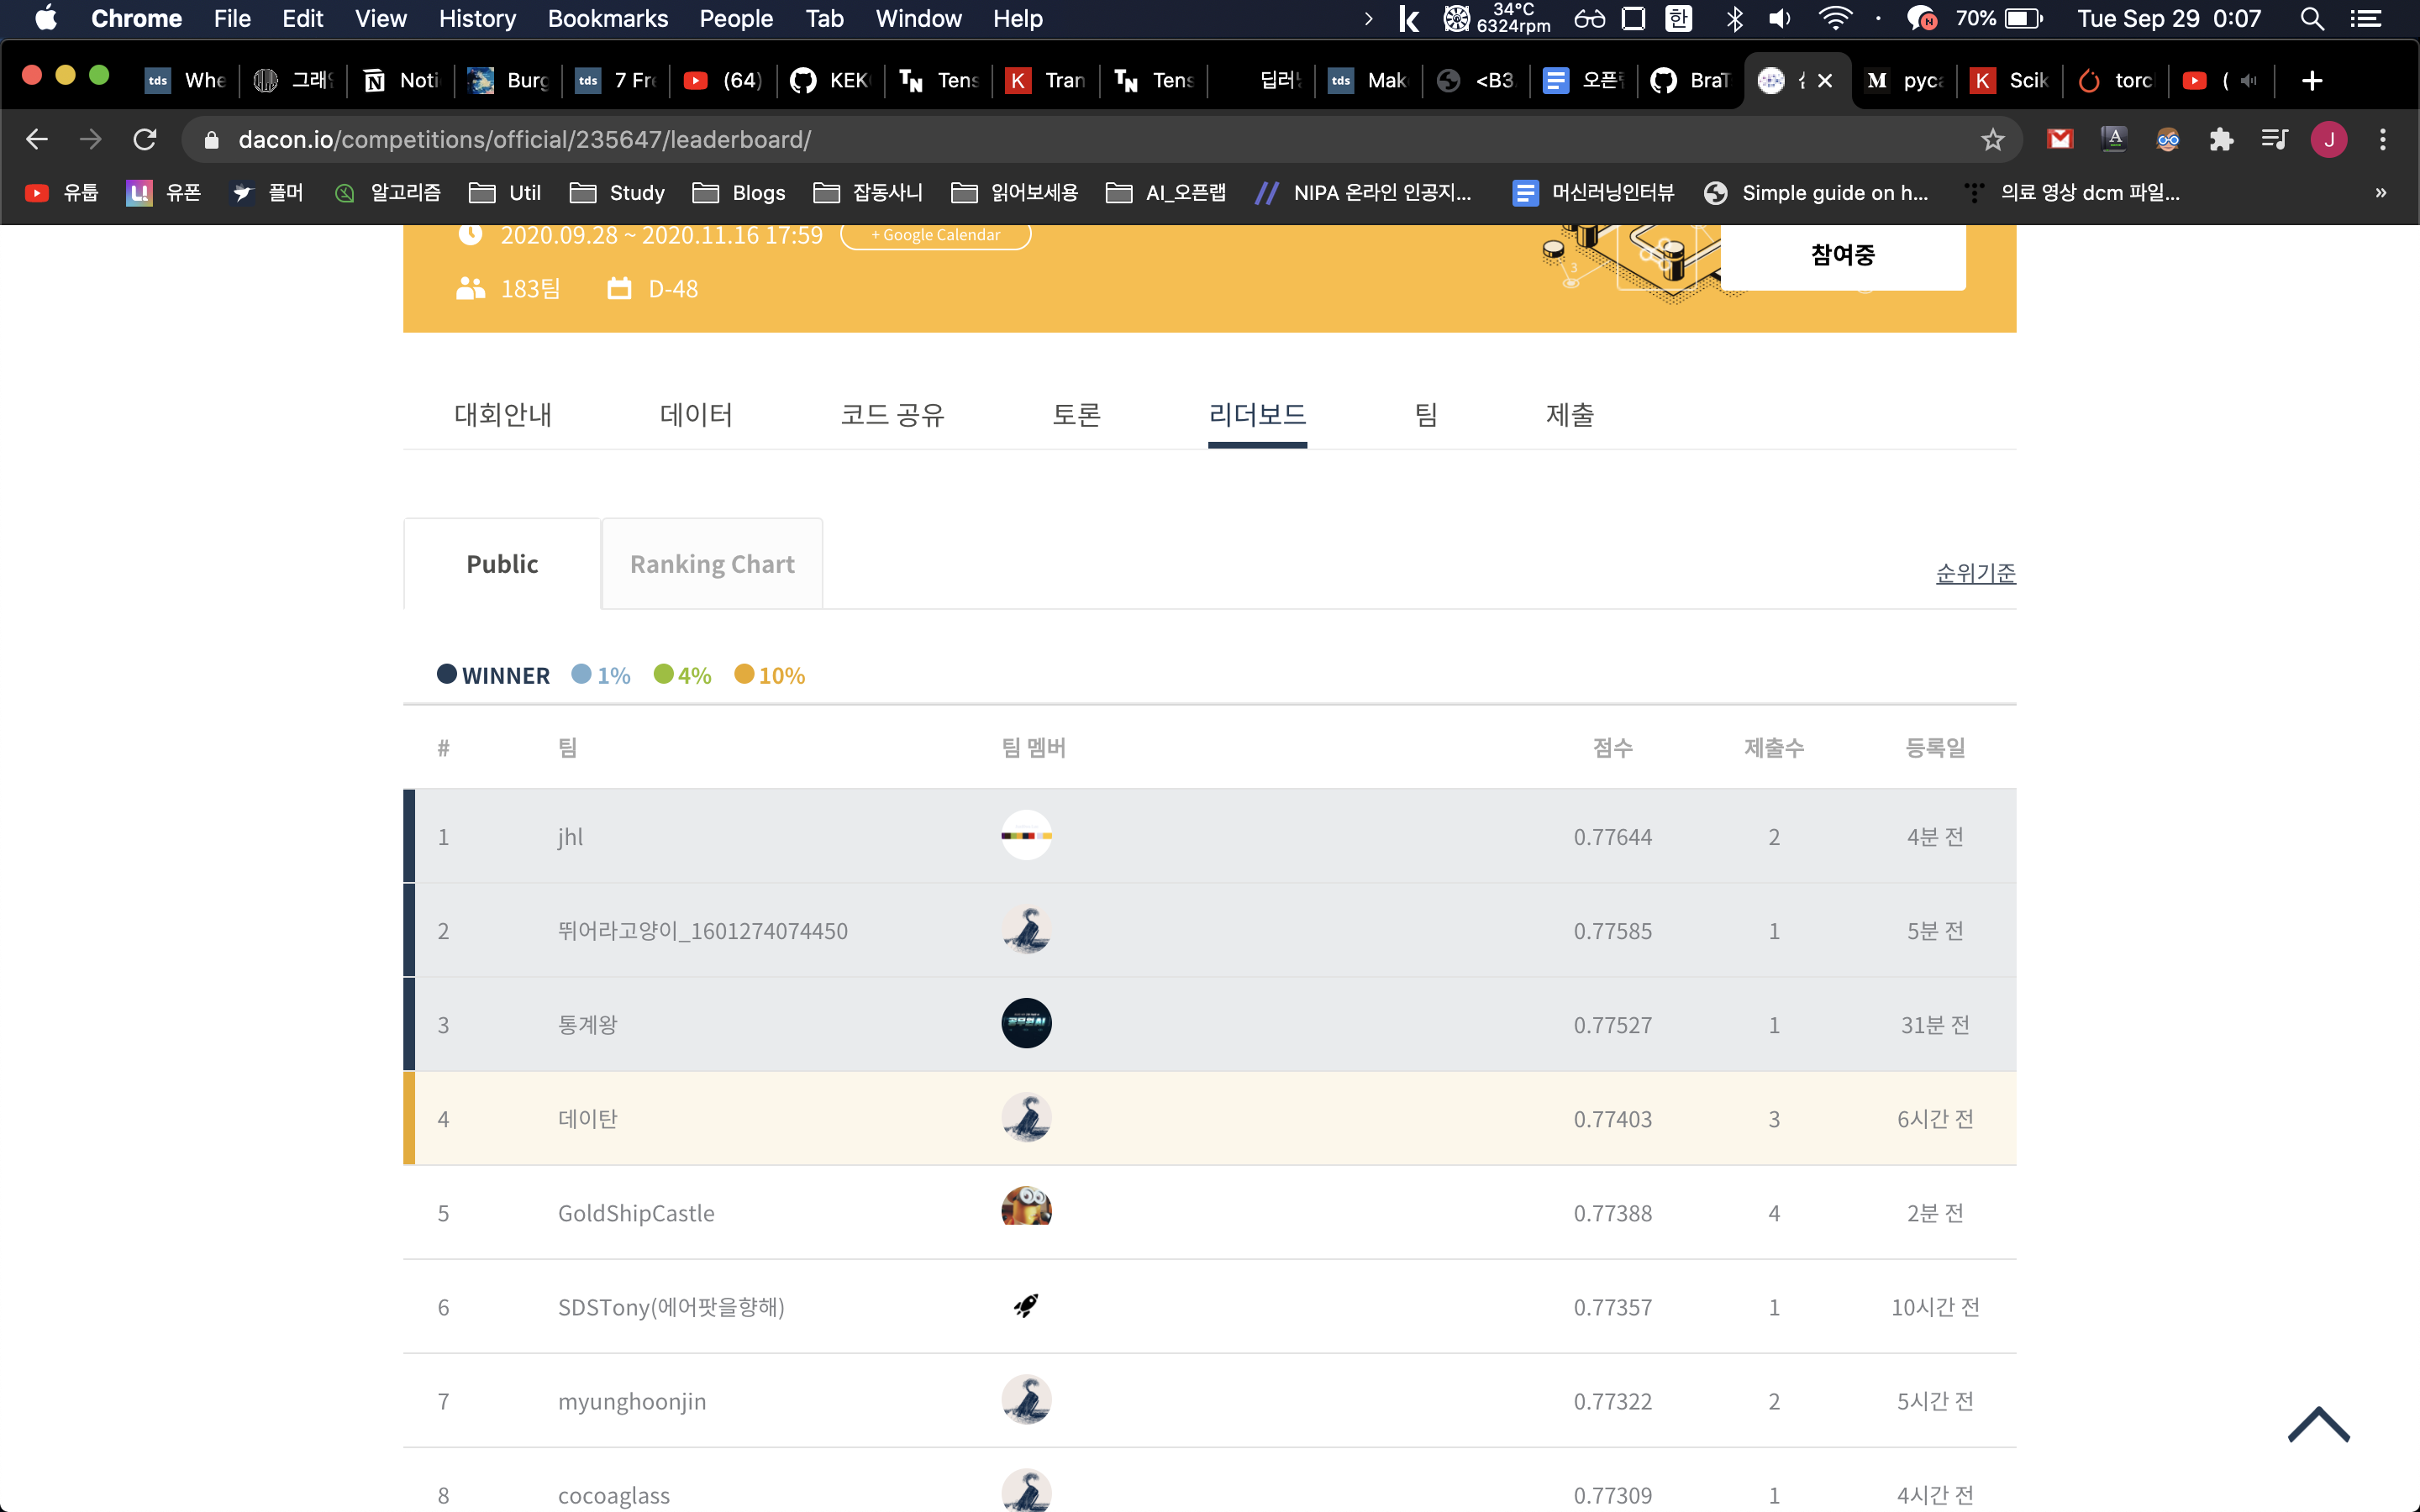 Chrome File Edit View History Bookmarks People Tab Window Help 34°C 6324rpm 한 70% Tue Sep 29 0:07
tds Whe 그래 Noti Burg tds 7 Fre (64) KEK TN Tens K Tran TN Tens 딥러 tds Mak <B3. 오픈 BraT M pyca K Scik torc (
dacon.io/competitions/official/235647/leaderboard/ J
유튭 유폰 플머 알고리즘 Util Study Blogs 잡동사니 읽어보세용 AI_오픈랩 NIPA 온라인 인공지... 머신러닝인터뷰 Simple guide on h... 의료 영상 dcm 파일... »
2020.09.28 ~ 2020.11.16 17:59 + Google Calendar
참여중
183팀 D-48
대회안내 데이터 코드 공유 토론 리더보드 팀 제출
Public Ranking Chart
순위기준
WINNER 1% 4% 10%
# 팀 팀 멤버 점수 제출수 등록일
1 jhl 0.77644 2 4분 전
2 뛰어라고양이_1601274074450 0.77585 1 5분 전
3 통계왕 0.77527 1 31분 전
4 데이탄 0.77403 3 6시간 전
5 GoldShipCastle 0.77388 4 2분 전
6 SDSTony(에어팟을향해) 0.77357 1 10시간 전
7 myunghoonjin 0.77322 2 5시간 전
8 cocoaglass 0.77309 1 4시간 전